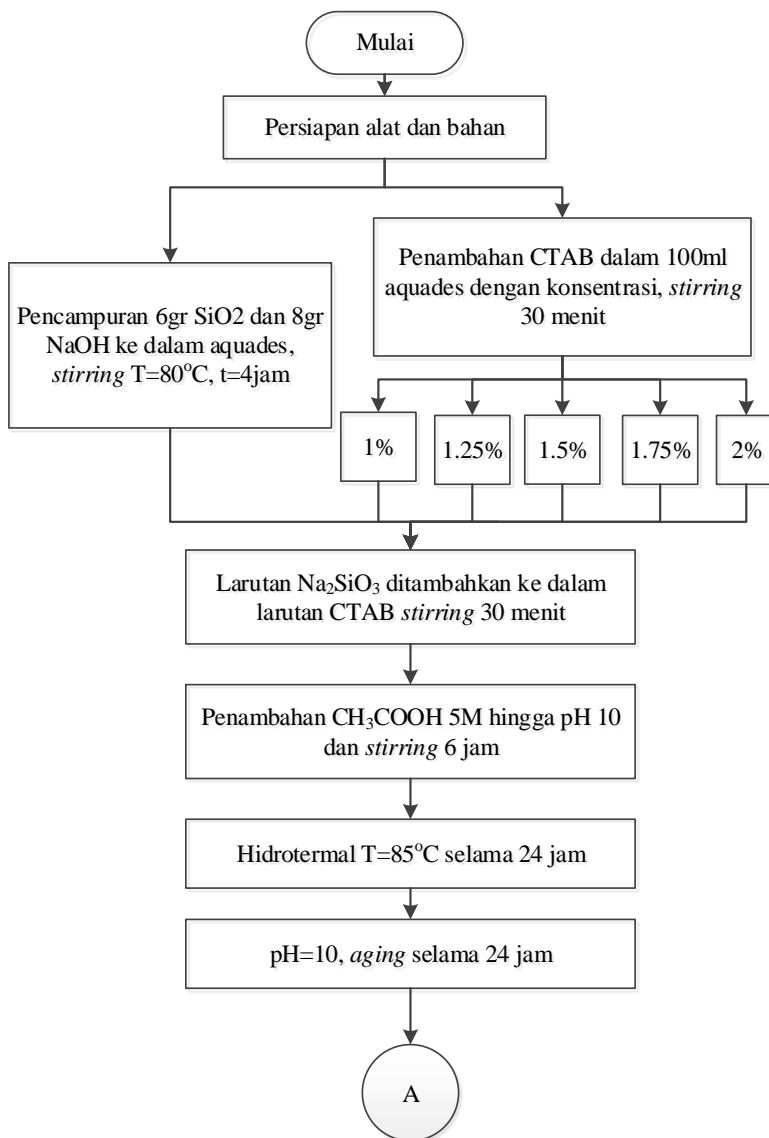 Mulai
Persiapan alat dan bahan
Pencampuran 6gr SiO2 dan 8gr
NaOH ke dalam aquades,
stirring T=80°C, t=4jam
Penambahan CTAB dalam 100ml
aquades dengan konsentrasi, stirring
30 menit
1%
1.25%
1.5%
1.75%
2%
Larutan Na₂SiO₃ ditambahkan ke dalam
larutan CTAB stirring 30 menit
Penambahan CH₃COOH 5M hingga pH 10
dan stirring 6 jam
Hidrotermal T=85°C selama 24 jam
pH=10, aging selama 24 jam
A